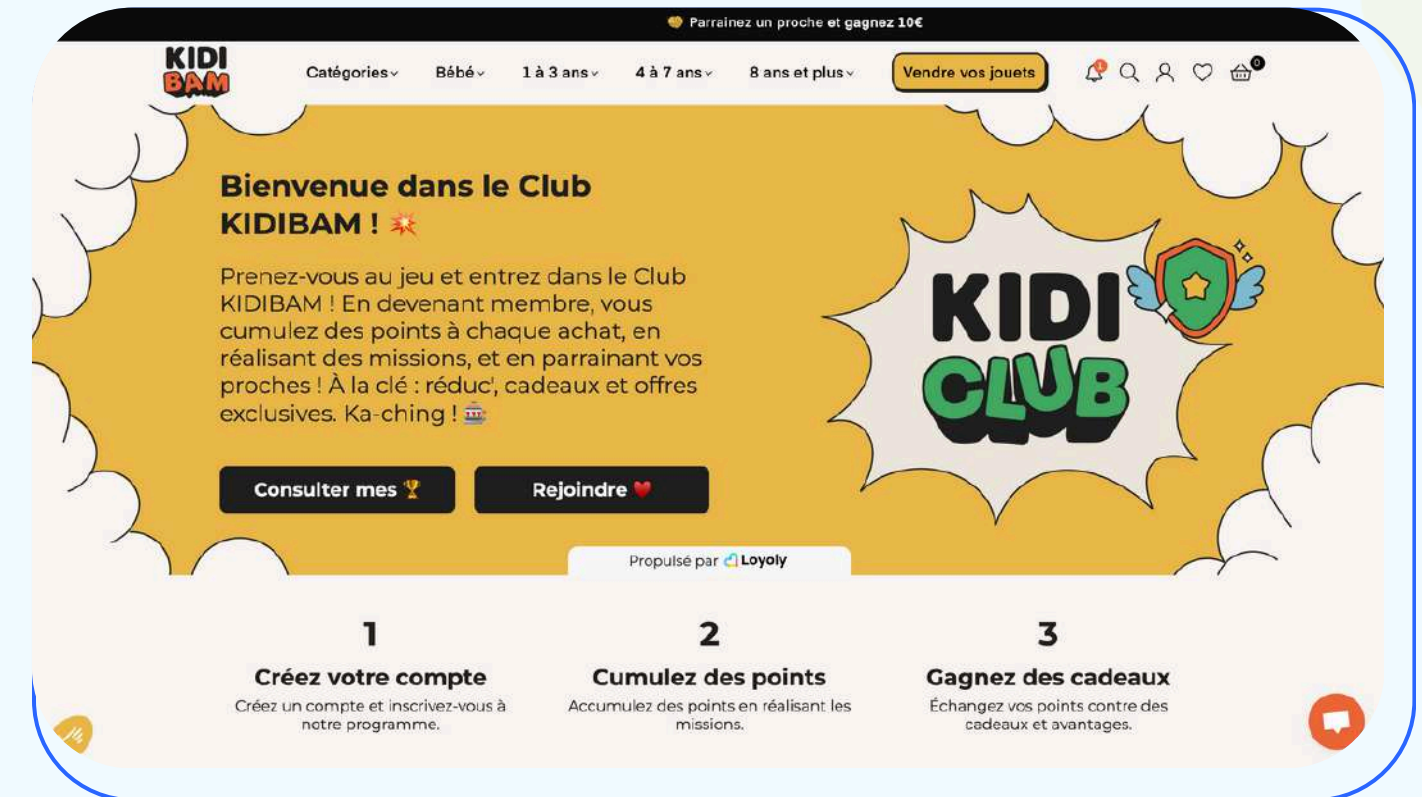 Parrainez un proche et gagnez 10€
KIDI
BAM
Catégories
Bébé
1 à 3 ans
4 à 7 ans
8 ans et plus
Vendre vos jouets
1
0
Bienvenue dans le Club
KIDIBAM !
Prenez-vous au jeu et entrez dans le Club
KIDIBAM ! En devenant membre, vous
cumulez des points à chaque achat, en
réalisant des missions, et en parrainant vos
proches ! À la clé : réduc', cadeaux et offres
exclusives. Ka-ching !
KIDI
CLUB
Consulter mes 🏆
Rejoindre ❤️
Propulsé par Loyoly
1
Créez votre compte
Créez un compte et inscrivez-vous à
notre programme.
2
Cumulez des points
Accumulez des points en réalisant les
missions.
3
Gagnez des cadeaux
Échangez vos points contre des
cadeaux et avantages.